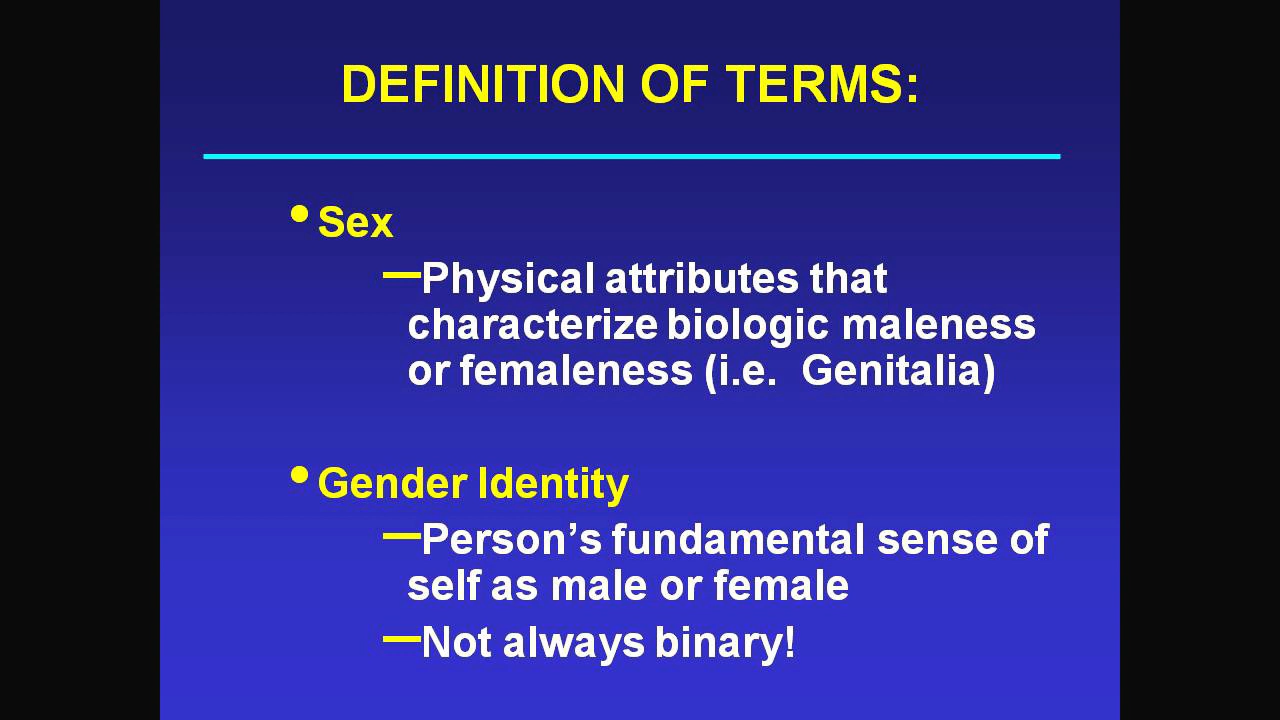 DEFINITION OF TERMS:
• Sex
–Physical attributes that
characterize biologic maleness
or femaleness (i.e.  Genitalia)
• Gender Identity
–Person’s fundamental sense of
self as male or female
–Not always binary!